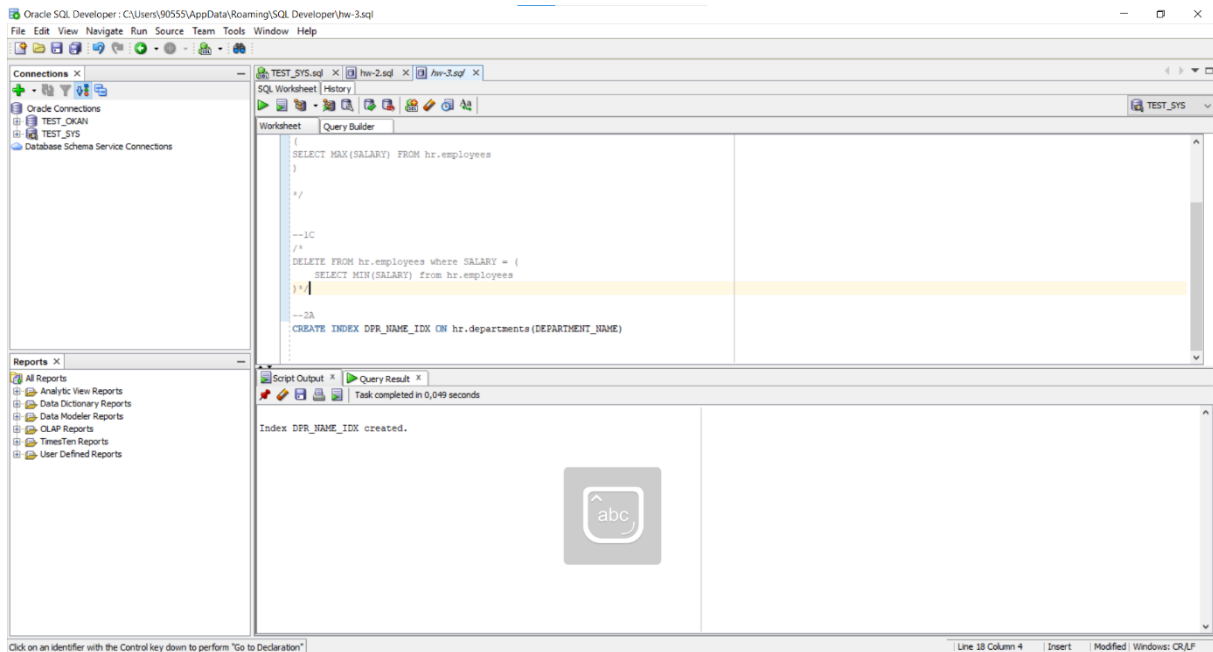 Oracle SQL Developer : C:\Users\90555\AppData\Roaming\SQL Developer\hw-3.sql
File Edit View Navigate Run Source Team Tools Window Help
Connections
Oracle Connections
TEST_OKAN
TEST_SYS
Database Schema Service Connections
TEST_SYS.sql hw-2.sql hw-3.sql
SQL Worksheet History
TEST_SYS
Worksheet Query Builder
(
SELECT MAX(SALARY) FROM hr.employees
)
*/
--1C
/*
DELETE FROM hr.employees where SALARY = (
SELECT MIN(SALARY) from hr.employees
)*/
--2A
CREATE INDEX DPR_NAME_IDX ON hr.departments(DEPARTMENT_NAME)
Reports
All Reports
Analytic View Reports
Data Dictionary Reports
Data Modeler Reports
OLAP Reports
TimesTen Reports
User Defined Reports
Script Output Query Result
Task completed in 0,049 seconds
Index DPR_NAME_IDX created.
abc
Click on an identifier with the Control key down to perform "Go to Declaration"
Line 18 Column 4 Insert Modified Windows: CR/LF